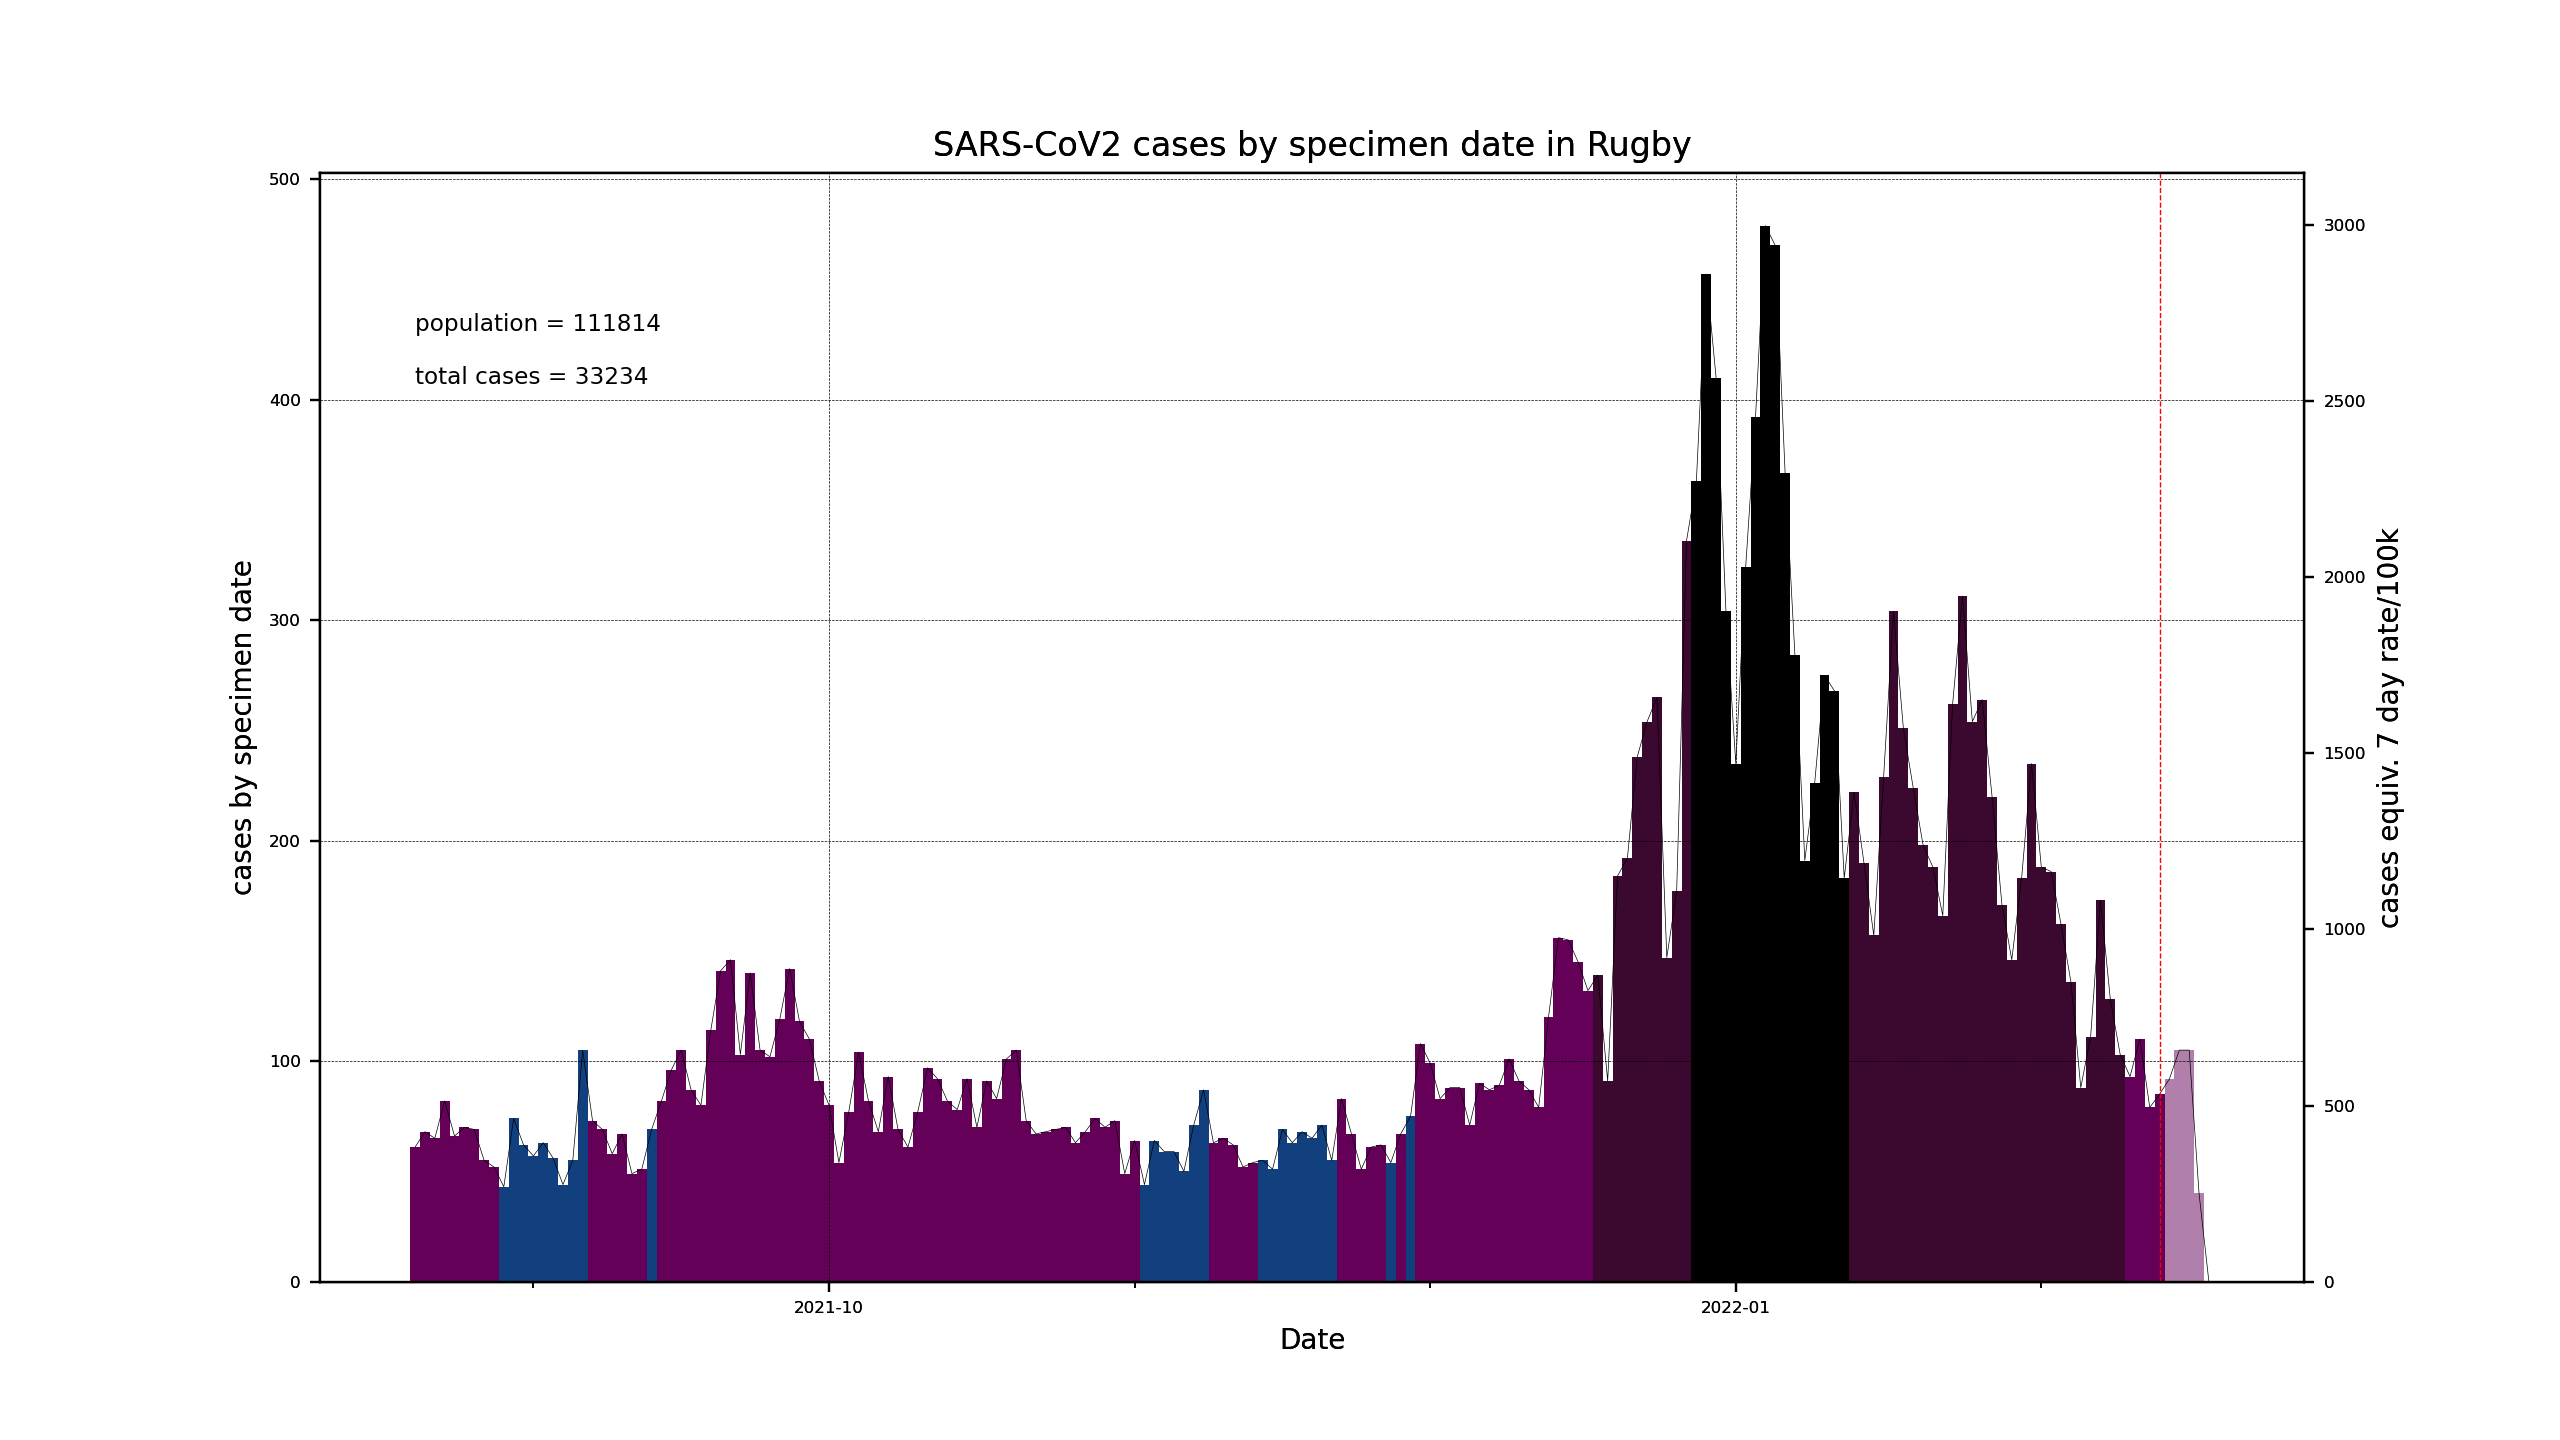 SARS-CoV2 cases by specimen date in Rugby
population = 111814
total cases = 33234
cases by specimen date
500
400
300
200
100
0
3000
2500
2000
1500
1000
500
0
cases equiv. 7 day rate/100k
2021-10
2022-01
Date